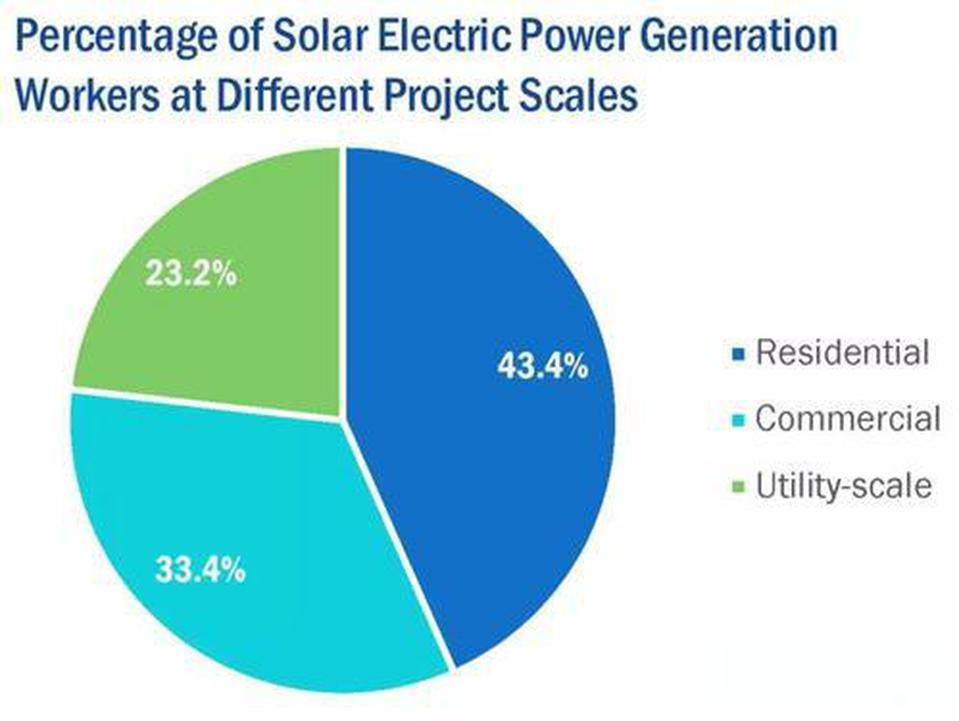 Percentage of Solar Electric Power Generation
Workers at Different Project Scales
23.2%
43.4%
33.4%
Residential
Commercial
Utility-scale